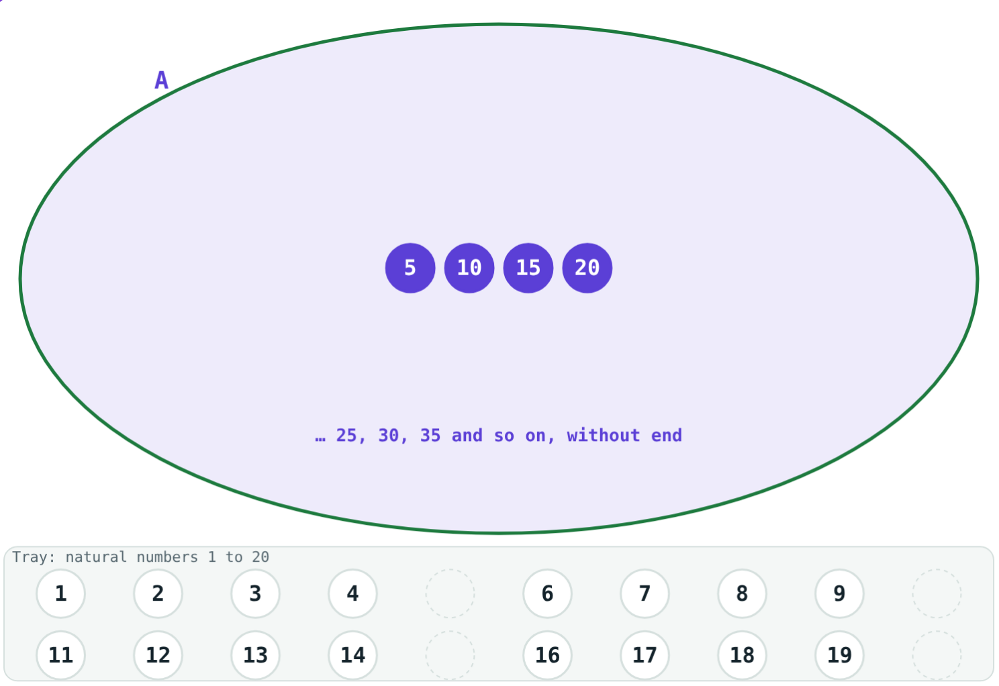 A
5 10 15 20
… 25, 30, 35 and so on, without end
Tray: natural numbers 1 to 20
1 2 3 4 6 7 8 9
11 12 13 14 16 17 18 19